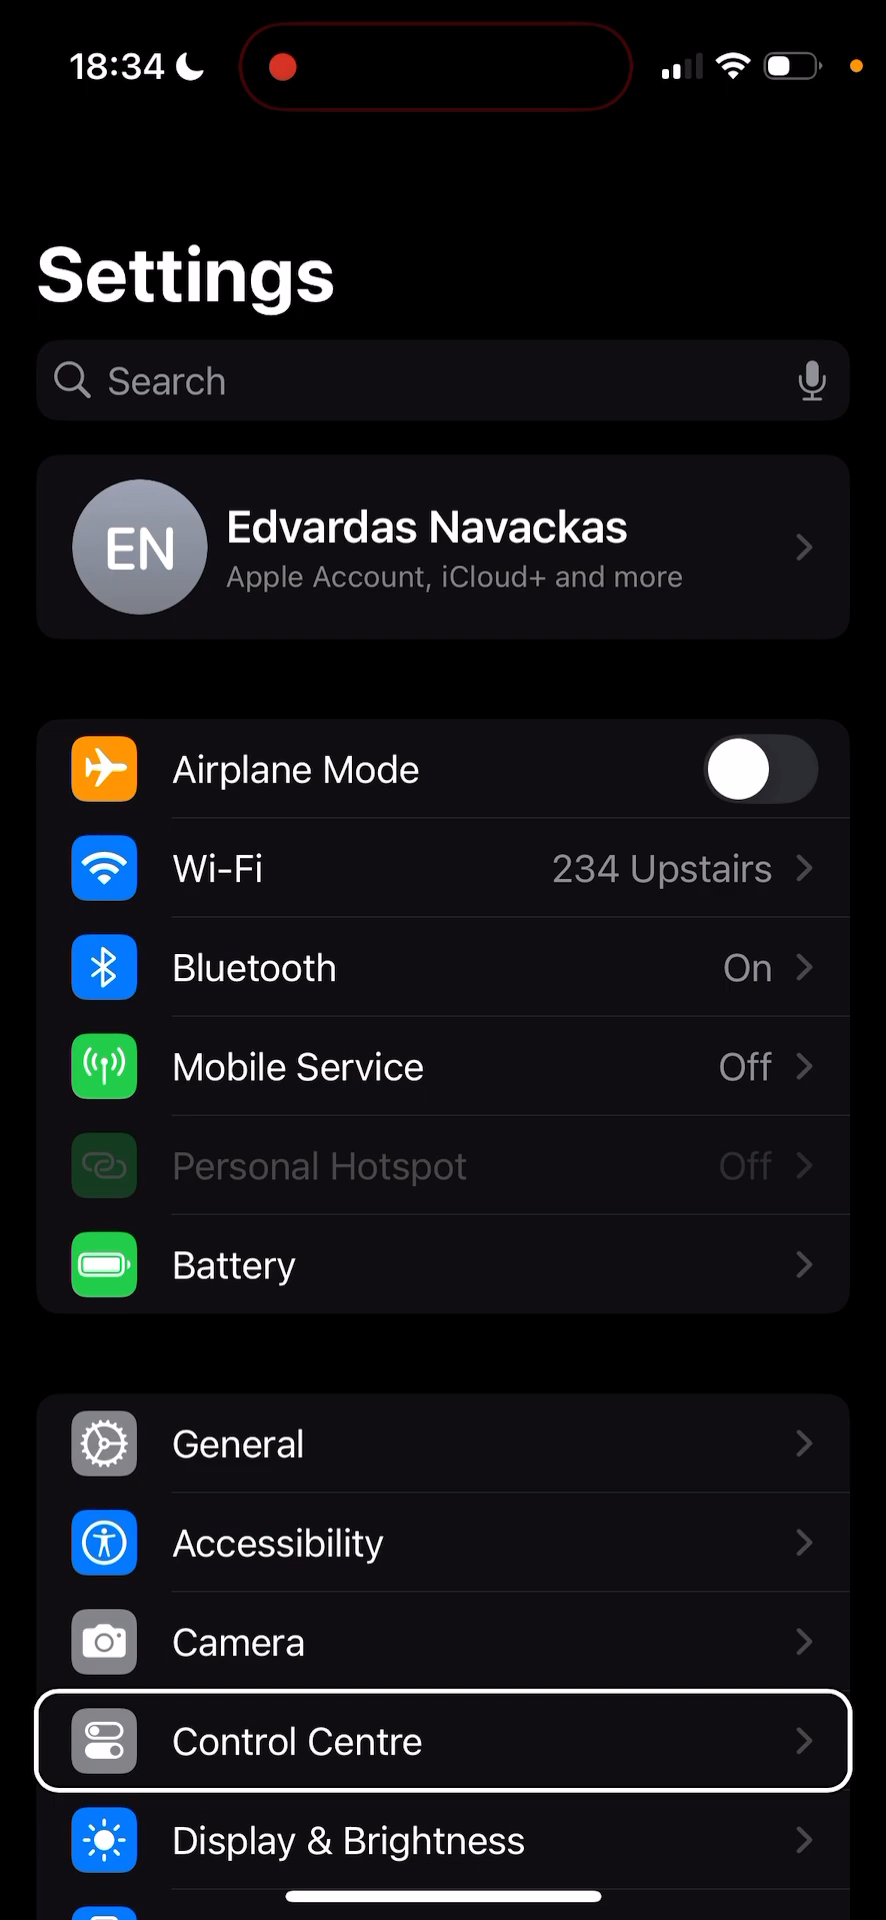 18:34
Settings
Search
EN
Edvardas Navackas
Apple Account, iCloud+ and more
Airplane Mode
Wi-Fi 234 Upstairs
Bluetooth On
Mobile Service Off
Personal Hotspot Off
Battery
General
Accessibility
Camera
Control Centre
Display & Brightness